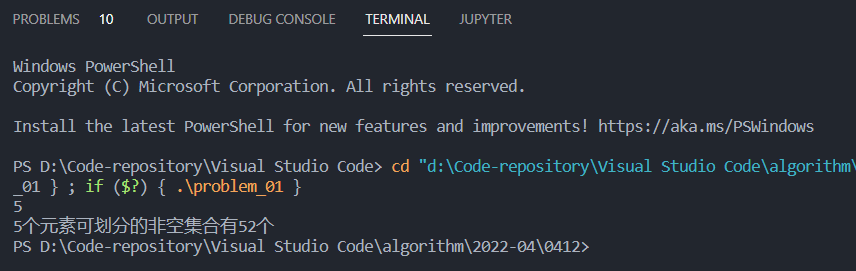 PROBLEMS 10 OUTPUT DEBUG CONSOLE TERMINAL JUPYTER
Windows PowerShell
Copyright (C) Microsoft Corporation. All rights reserved.
Install the latest PowerShell for new features and improvements! https://aka.ms/PSWindows
PS D:\Code-repository\Visual Studio Code> cd "d:\Code-repository\Visual Studio Code\algorithm\
_01 } ; if ($?) { .\problem_01 }
5
5个元素可划分的非空集合有52个
PS D:\Code-repository\Visual Studio Code\algorithm\2022-04\0412>